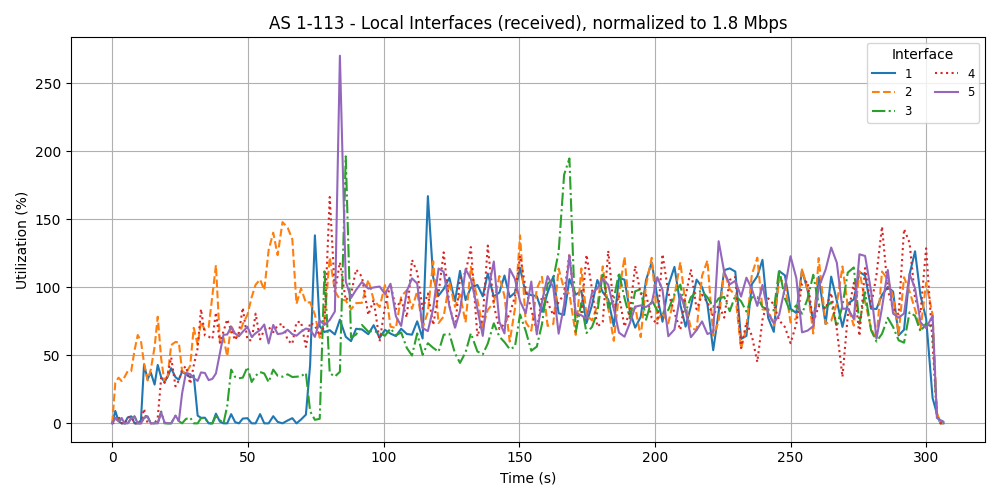 AS 1-113 - Local Interfaces (received), normalized to 1.8 Mbps
Interface
1
2
3
4
5
Utilization (%)
250
200
150
100
50
0
0 50 100 150 200 250 300
Time (s)